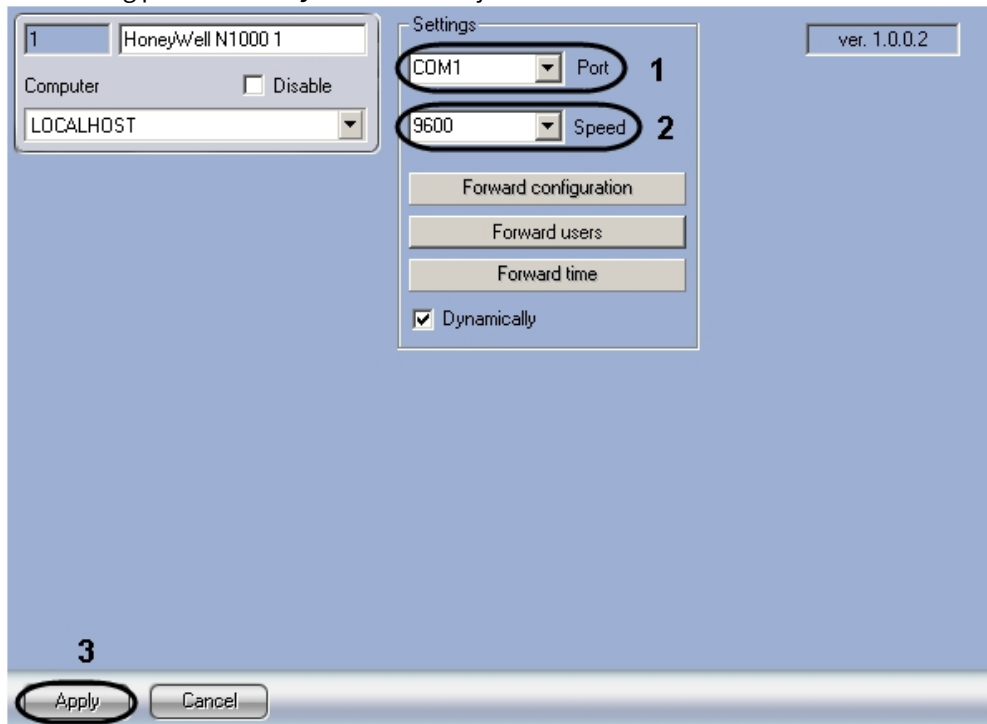 1 HoneyWell N1000 1
Computer Disable
LOCALHOST
Settings
COM1 Port 1
9600 Speed 2
Forward configuration
Forward users
Forward time
Dynamically
ver. 1.0.0.2
3
Apply Cancel